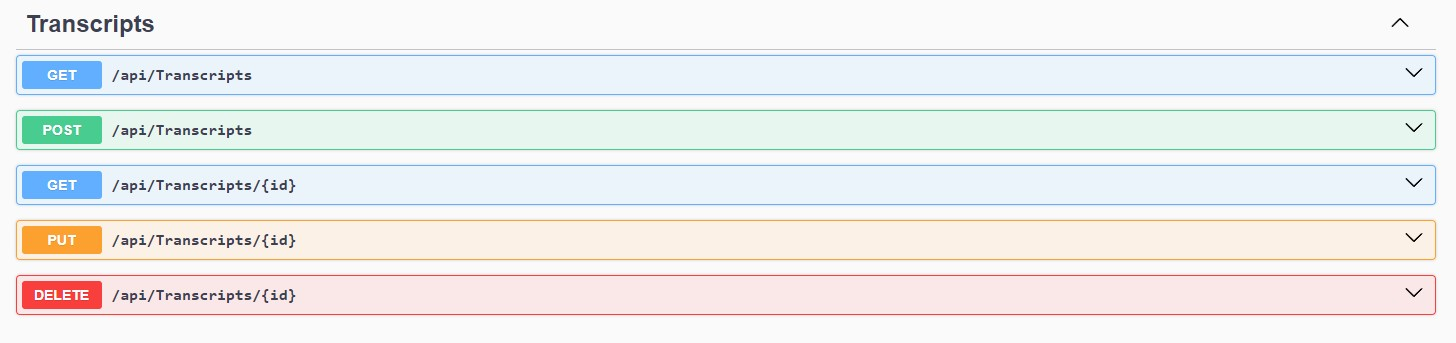 Transcripts
GET /api/Transcripts
POST /api/Transcripts
GET /api/Transcripts/{id}
PUT /api/Transcripts/{id}
DELETE /api/Transcripts/{id}